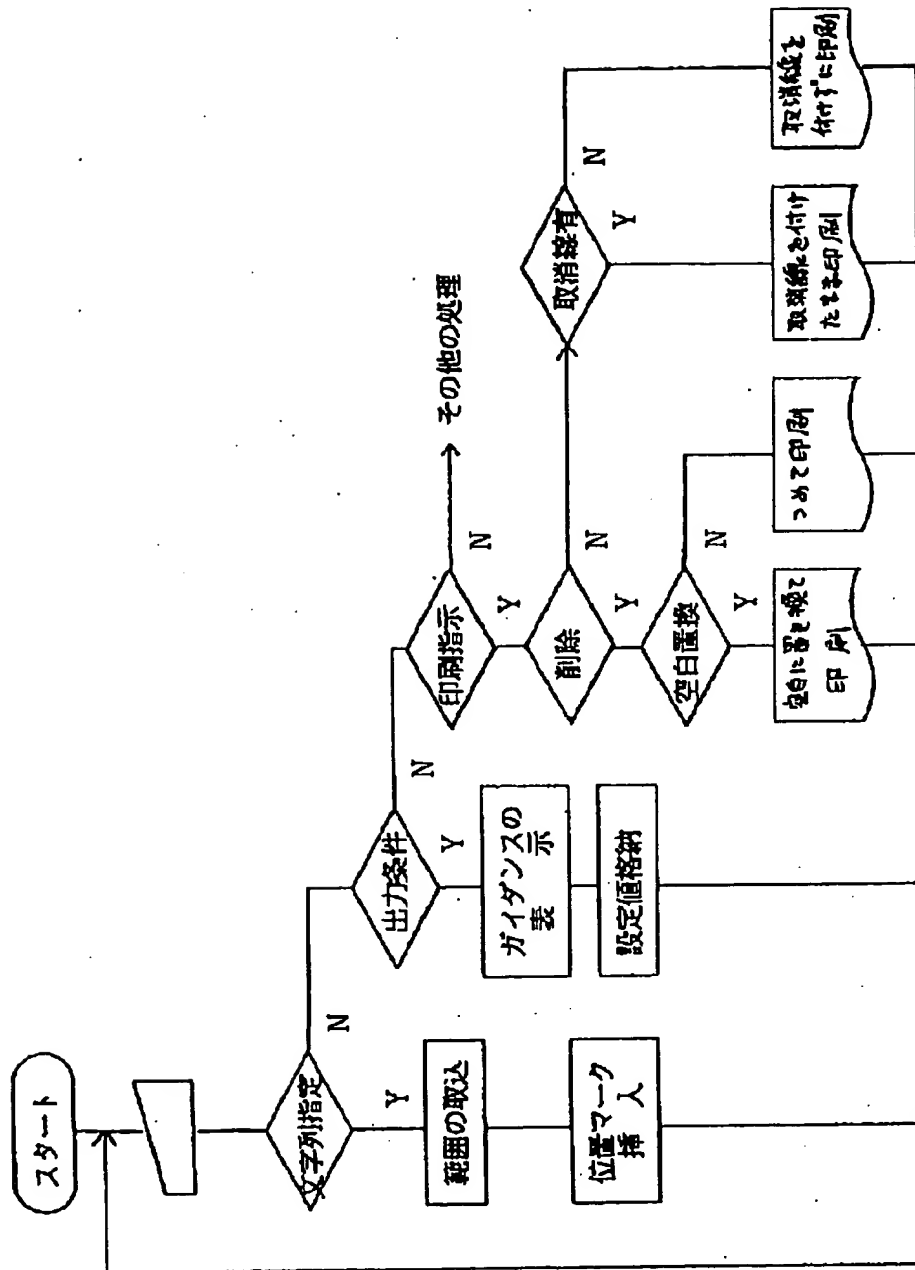 スタート
文字列指定
N
Y
範囲の取込
位置マーク挿
入
出力条件
N
Y
ガイダンスの
表 示
設定値格納
印刷指示
N
その他の処理
Y
削除
N
Y
空白置換
N
Y
空白に置き換て
印 刷
つめて印刷
取消線有
N
Y
取消線を付け
たまま印刷
取消線を
付けずに印刷